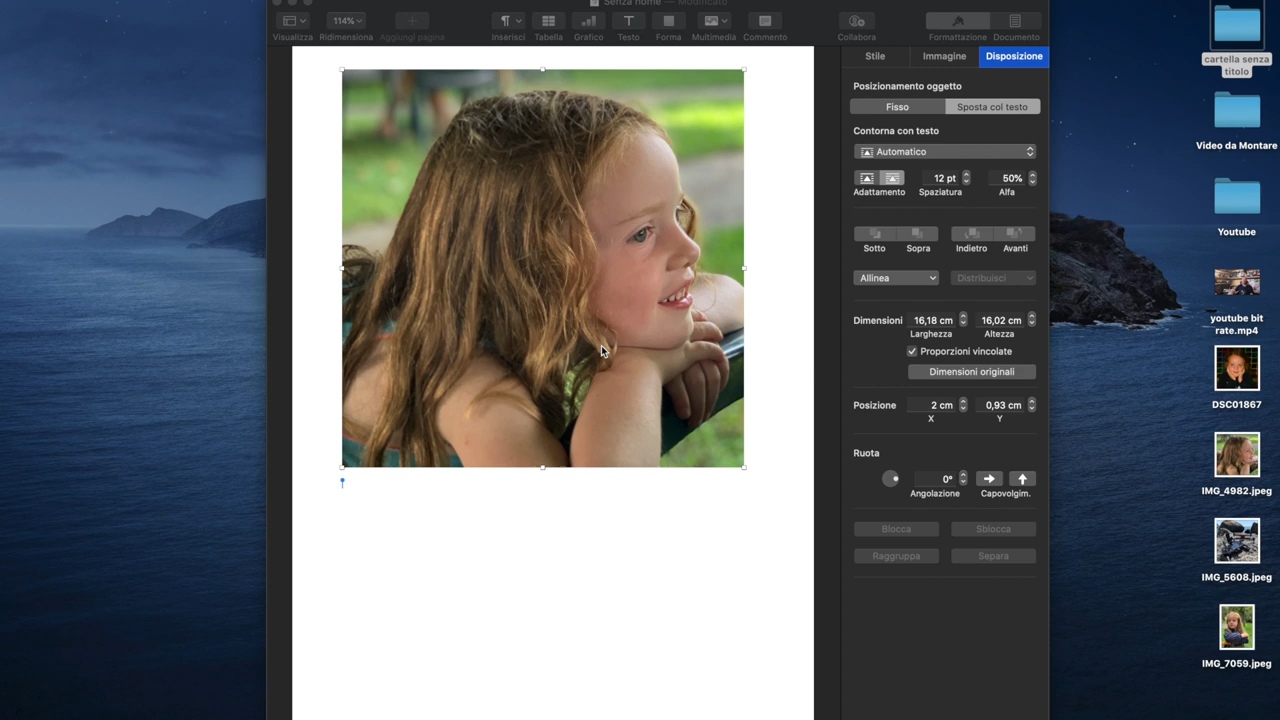 Senza nome — Modificato
114%
Visualizza
Ridimensiona
Aggiungi pagina
Inserisci
Tabella
Grafico
Testo
Forma
Multimedia
Commento
Collabora
Formattazione
Documento
Stile
Immagine
Disposizione
Posizionamento oggetto
Fisso
Sposta col testo
Contorna con testo
Automatico
12 pt
50%
Adattamento
Spaziatura
Alfa
Sotto
Sopra
Indietro
Avanti
Allinea
Distribuisci
Dimensioni
16,18 cm
16,02 cm
Larghezza
Altezza
Proporzioni vincolate
Dimensioni originali
Posizione
2 cm
0,93 cm
X
Y
Ruota
0°
Angolazione
Capovolgim.
Blocca
Sblocca
Raggruppa
Separa
cartella senza
titolo
Video da Montare
Youtube
youtube bit
rate.mp4
DSC01867
IMG_4982.jpeg
IMG_5608.jpeg
IMG_7059.jpeg